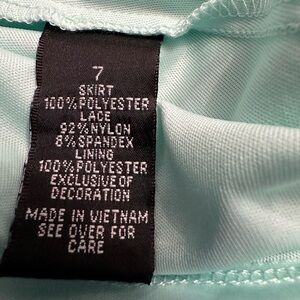 7
SKIRT
100%POLYESTER
LACE
92%NYLON
8%SPANDEX
LINING
100%POLYESTER
EXCLUSIVE OF
DECORATION
MADE IN VIETNAM
SEE OVER FOR
CARE